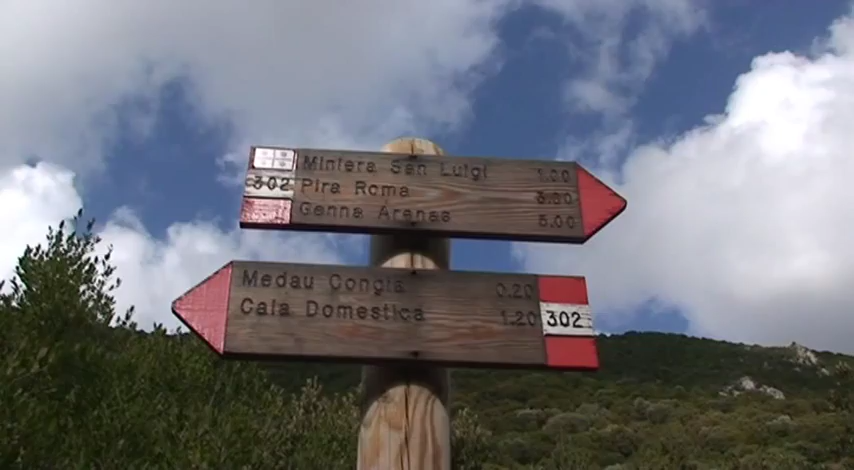 302
Miniera San Luigi 1.00
Pira Roma 3.30
Genna Arenas 5.00
Medau Congia 0.20
Cala Domestica 1.20
302